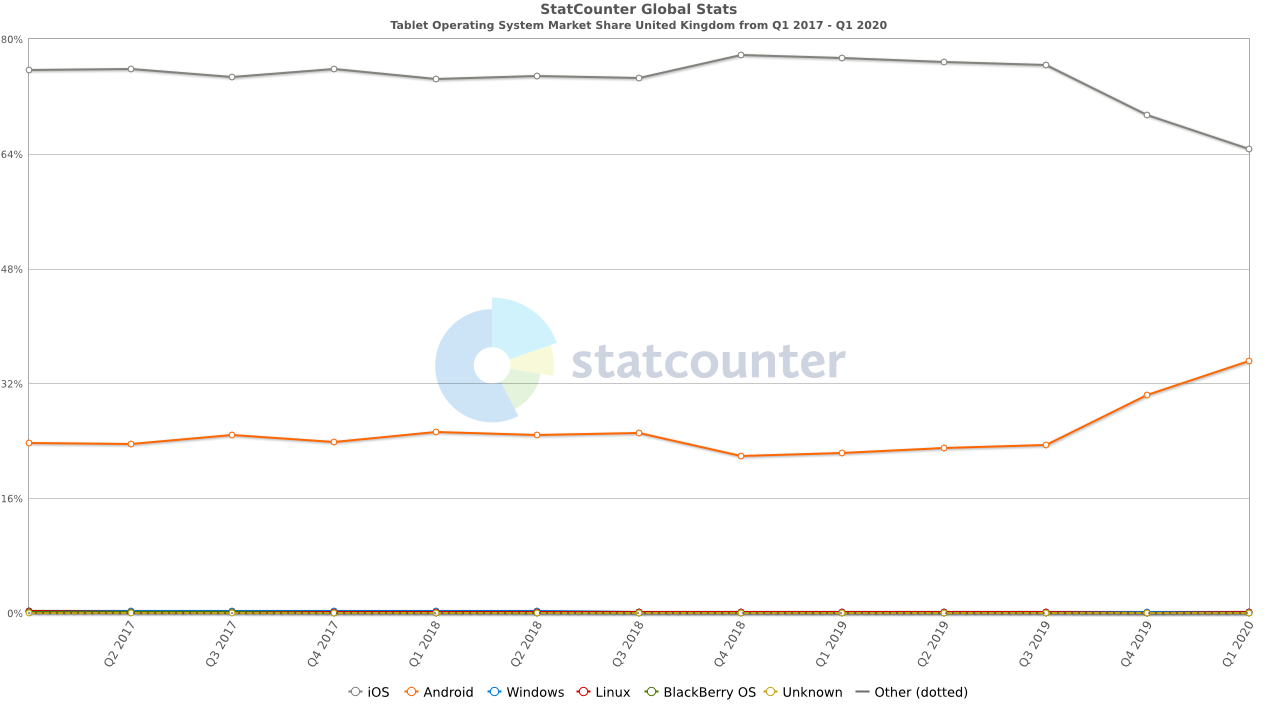 StatCounter Global Stats
Tablet Operating System Market Share United Kingdom from Q1 2017 - Q1 2020
80%
64%
48%
32%
16%
0%
statcounter
Q2 2017
Q3 2017
Q4 2017
Q1 2018
Q2 2018
Q3 2018
Q4 2018
Q1 2019
Q2 2019
Q3 2019
Q4 2019
Q1 2020
iOS Android Windows Linux BlackBerry OS Unknown Other (dotted)